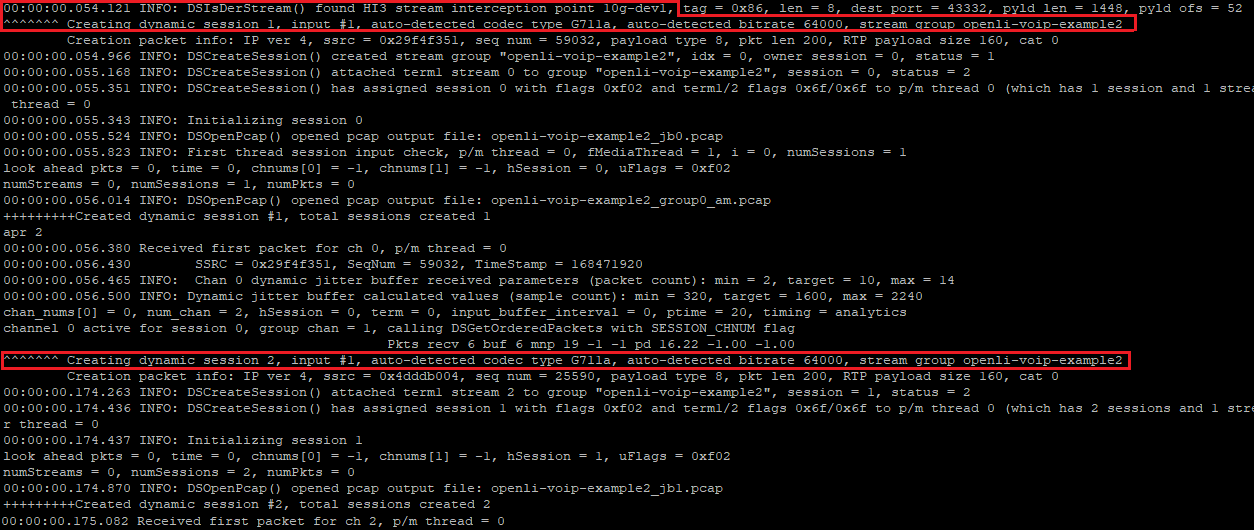 00:00:00.054.121 INFO: DSIsDerStream() found HI3 stream interception point 10g-dev1, tag = 0x86, len = 8, dest port = 43332, pyld len = 1448, pyld ofs = 52
^^^^^^^ Creating dynamic session 1, input #1, auto-detected codec type G711a, auto-detected bitrate 64000, stream group openli-voip-example2
Creation packet info: IP ver 4, ssrc = 0x29f4f351, seq num = 59032, payload type 8, pkt len 200, RTP payload size 160, cat 0
00:00:00.054.966 INFO: DSCreateSession() created stream group "openli-voip-example2", idx = 0, owner session = 0, status = 1
00:00:00.055.168 INFO: DSCreateSession() attached term1 stream 0 to group "openli-voip-example2", session = 0, status = 2
00:00:00.055.351 INFO: DSCreateSession() has assigned session 0 with flags 0xf02 and term1/2 flags 0x6f/0x6f to p/m thread 0 (which has 1 session and 1 strea
thread = 0
00:00:00.055.343 INFO: Initializing session 0
00:00:00.055.524 INFO: DSOpenPcap() opened pcap output file: openli-voip-example2_jb0.pcap
00:00:00.055.823 INFO: First thread session input check, p/m thread = 0, fMediaThread = 1, i = 0, numSessions = 1
look ahead pkts = 0, time = 0, chnums[0] = -1, chnums[1] = -1, hSession = 0, uFlags = 0xf02
numStreams = 0, numSessions = 1, numPkts = 0
00:00:00.056.014 INFO: DSOpenPcap() opened pcap output file: openli-voip-example2_group0_am.pcap
+++++++++Created dynamic session #1, total sessions created 1
apr 2
00:00:00.056.380 Received first packet for ch 0, p/m thread = 0
00:00:00.056.430 SSRC = 0x29f4f351, SeqNum = 59032, TimeStamp = 168471920
00:00:00.056.465 INFO: Chan 0 dynamic jitter buffer received parameters (packet count): min = 2, target = 10, max = 14
00:00:00.056.500 INFO: Dynamic jitter buffer calculated values (sample count): min = 320, target = 1600, max = 2240
chan_nums[0] = 0, num_chan = 2, hSession = 0, term = 0, input_buffer_interval = 0, ptime = 20, timing = analytics
channel 0 active for session 0, group chan = 1, calling DSGetOrderedPackets with SESSION_CHNUM flag
Pkts recv 6 buf 6 mnp 19 -1 -1 pd 16.22 -1.00 -1.00
^^^^^^^ Creating dynamic session 2, input #1, auto-detected codec type G711a, auto-detected bitrate 64000, stream group openli-voip-example2
Creation packet info: IP ver 4, ssrc = 0x4dddb004, seq num = 25590, payload type 8, pkt len 200, RTP payload size 160, cat 0
00:00:00.174.263 INFO: DSCreateSession() attached term1 stream 2 to group "openli-voip-example2", session = 1, status = 2
00:00:00.174.436 INFO: DSCreateSession() has assigned session 1 with flags 0xf02 and term1/2 flags 0x6f/0x6f to p/m thread 0 (which has 2 sessions and 1 stre
r thread = 0
00:00:00.174.437 INFO: Initializing session 1
look ahead pkts = 0, time = 0, chnums[0] = -1, chnums[1] = -1, hSession = 1, uFlags = 0xf02
numStreams = 0, numSessions = 2, numPkts = 0
00:00:00.174.870 INFO: DSOpenPcap() opened pcap output file: openli-voip-example2_jb1.pcap
+++++++++Created dynamic session #2, total sessions created 2
00:00:00.175.082 Received first packet for ch 2, p/m thread = 0